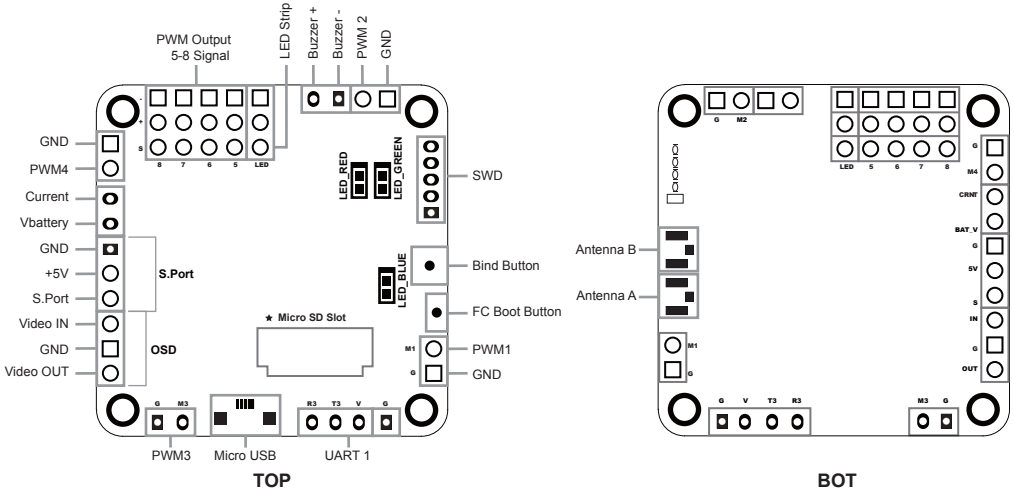 PWM Output
5-8 Signal
LED Strip
Buzzer +
Buzzer -
PWM 2
GND
-
+
S
8 7 6 5 LED
GND
PWM4
Current
Vbattery
GND
+5V
S.Port
S.Port
Video IN
GND
Video OUT
OSD
LED_RED
LED_GREEN
SWD
LED_BLUE
Bind Button
FC Boot Button
★ Micro SD Slot
M1
PWM1
G
GND
G M3
R3 T3 V G
PWM3
Micro USB
UART 1
TOP
G M2
LED 5 6 7 8
G
M4
CRNT
BAT_V
G
5V
S
IN
G
OUT
Antenna B
Antenna A
M1
G
G V T3 R3
M3 G
BOT